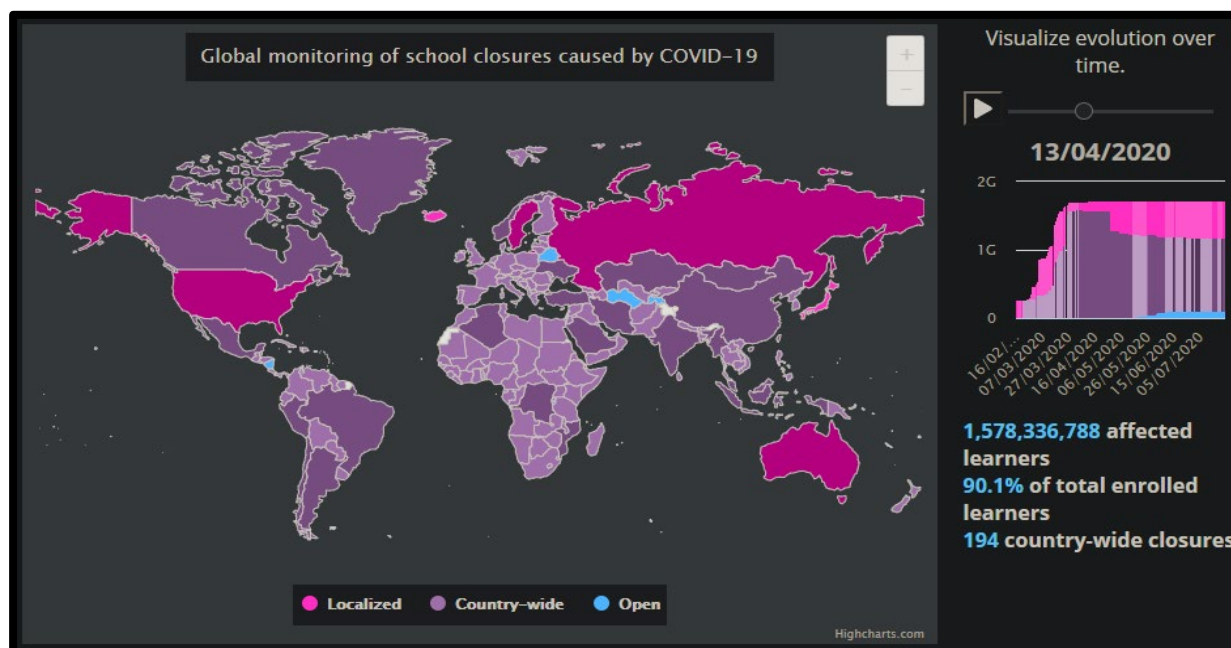 Global monitoring of school closures caused by COVID-19
+
−
Localized
Country-wide
Open
Highcharts.com
Visualize evolution over
time.
13/04/2020
2G
1G
0
16/02/...
07/03/2020
27/03/2020
16/04/2020
06/05/2020
26/05/2020
15/06/2020
05/07/2020
1,578,336,788 affected
learners
90.1% of total enrolled
learners
194 country-wide closures